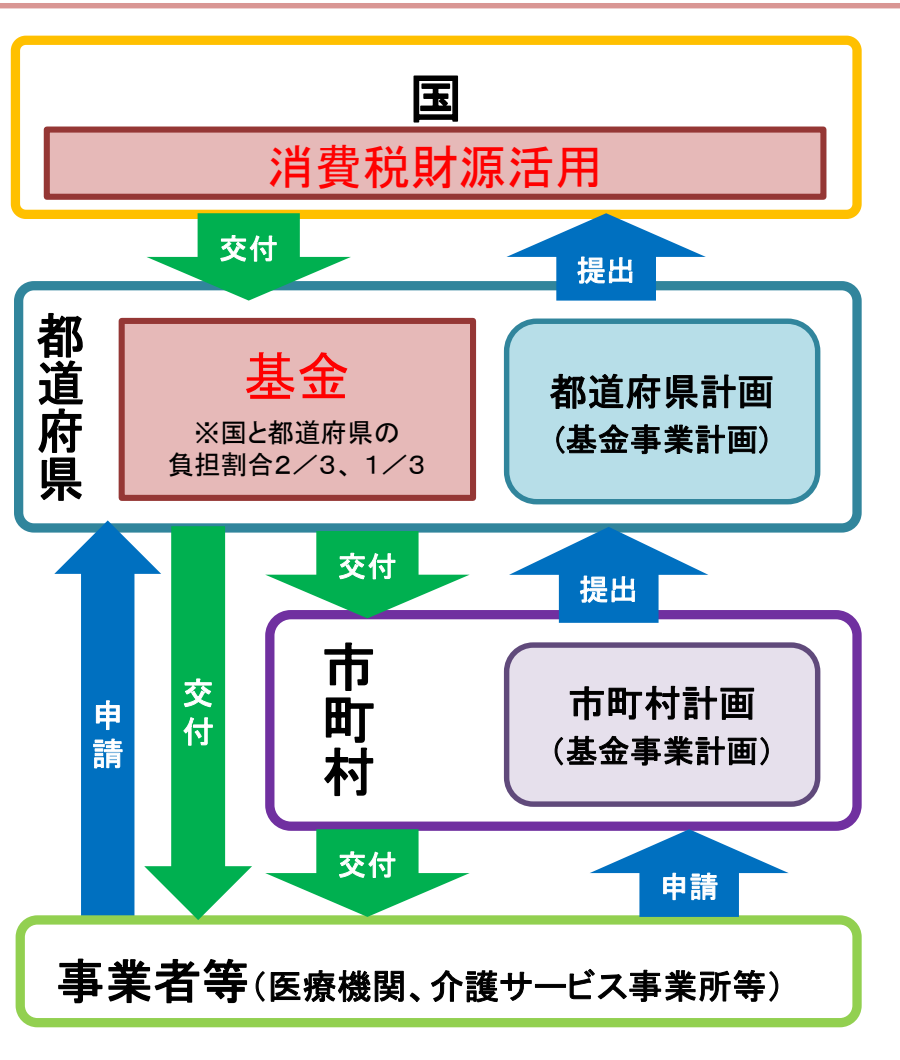 国
消費税財源活用
交付
提出
都道府県
基金
※国と都道府県の
負担割合2／3、1／3
都道府県計画
(基金事業計画)
交付
提出
申請
交付
市町村
市町村計画
(基金事業計画)
交付
申請
事業者等(医療機関、介護サービス事業所等)